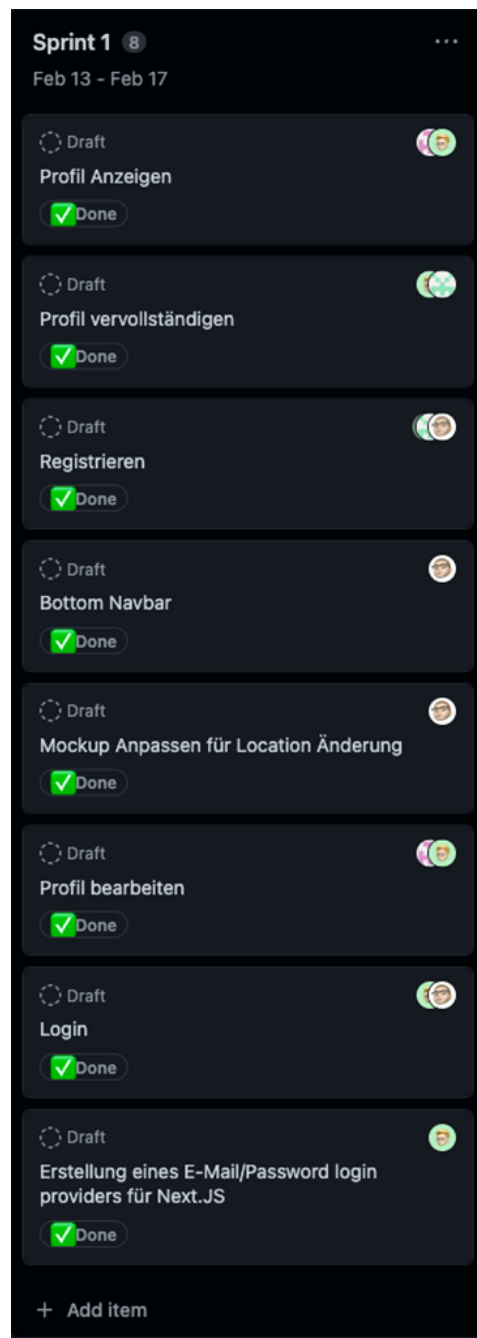 Sprint 1 8 ...
Feb 13 - Feb 17
Draft
Profil Anzeigen
✅Done
Draft
Profil vervollständigen
✅Done
Draft
Registrieren
✅Done
Draft
Bottom Navbar
✅Done
Draft
Mockup Anpassen für Location Änderung
✅Done
Draft
Profil bearbeiten
✅Done
Draft
Login
✅Done
Draft
Erstellung eines E-Mail/Password login
providers für Next.JS
✅Done
+ Add item